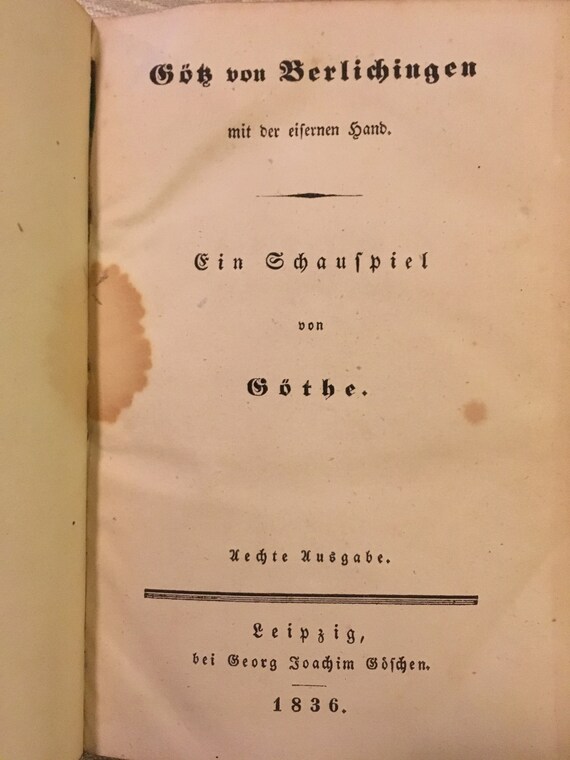 Götz von Berlichingen
mit der eisernen Hand.
Ein Schauspiel
von
Göthe.
Aechte Ausgabe.
Leipzig,
bei Georg Joachim Göschen.
1836.